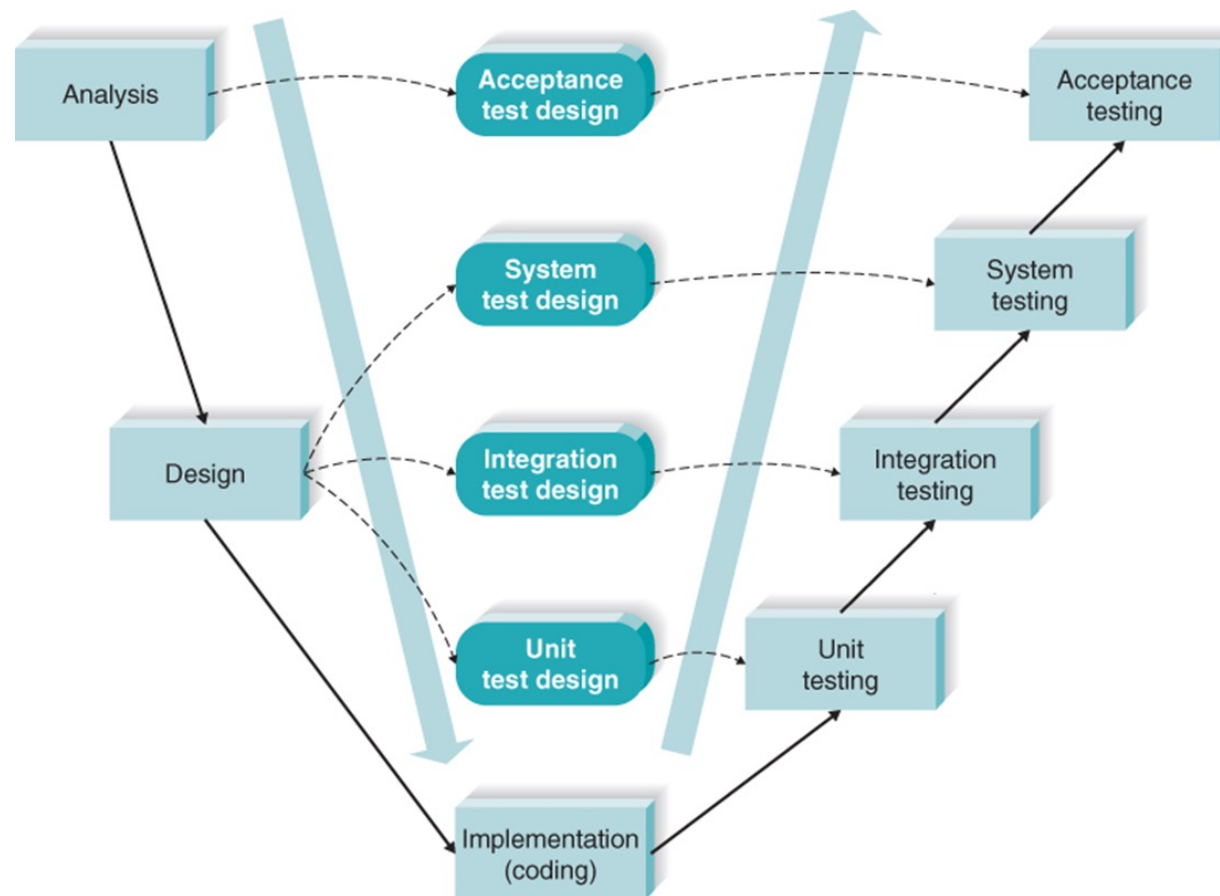 Analysis
Acceptance
test design
Acceptance
testing
System
test design
System
testing
Design
Integration
test design
Integration
testing
Unit
test design
Unit
testing
Implementation
(coding)